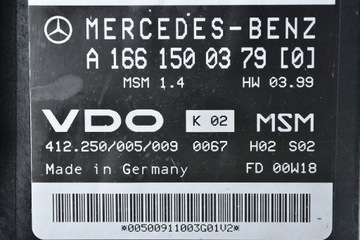 MERCEDES-BENZ
A 166 150 03 79 [0]
MSM 1.4 HW 03.99
VDO K 02 MSM
412.250/005/009 0067 H02 S02
Made in Germany FD 00W18
*00500911003G01V2*